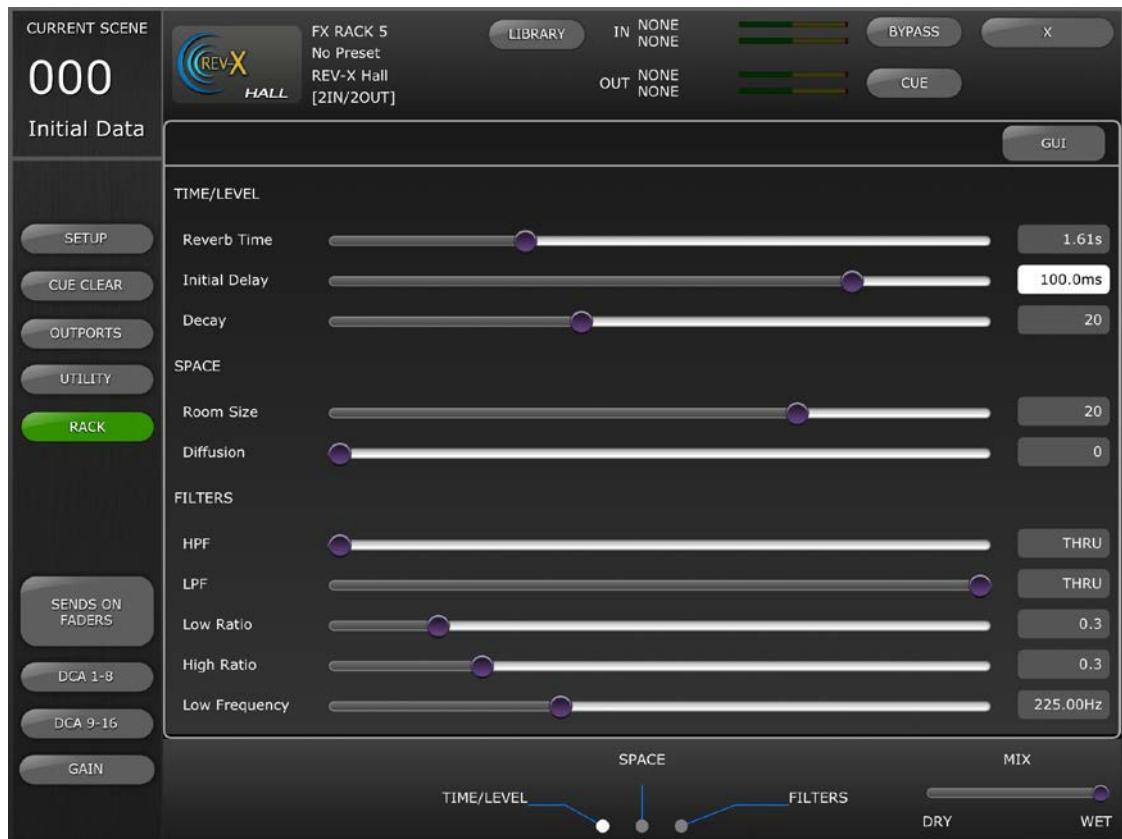 CURRENT SCENE
000
Initial Data
REV-X
HALL
FX RACK 5
No Preset
REV-X Hall
[2IN/2OUT]
LIBRARY
IN NONE
NONE
OUT NONE
NONE
BYPASS
CUE
X
GUI
SETUP
CUE CLEAR
OUTPORTS
UTILITY
RACK
SENDS ON
FADERS
DCA 1-8
DCA 9-16
GAIN
TIME/LEVEL
Reverb Time 1.61s
Initial Delay 100.0ms
Decay 20
SPACE
Room Size 20
Diffusion 0
FILTERS
HPF THRU
LPF THRU
Low Ratio 0.3
High Ratio 0.3
Low Frequency 225.00Hz
SPACE
TIME/LEVEL
FILTERS
MIX
DRY WET